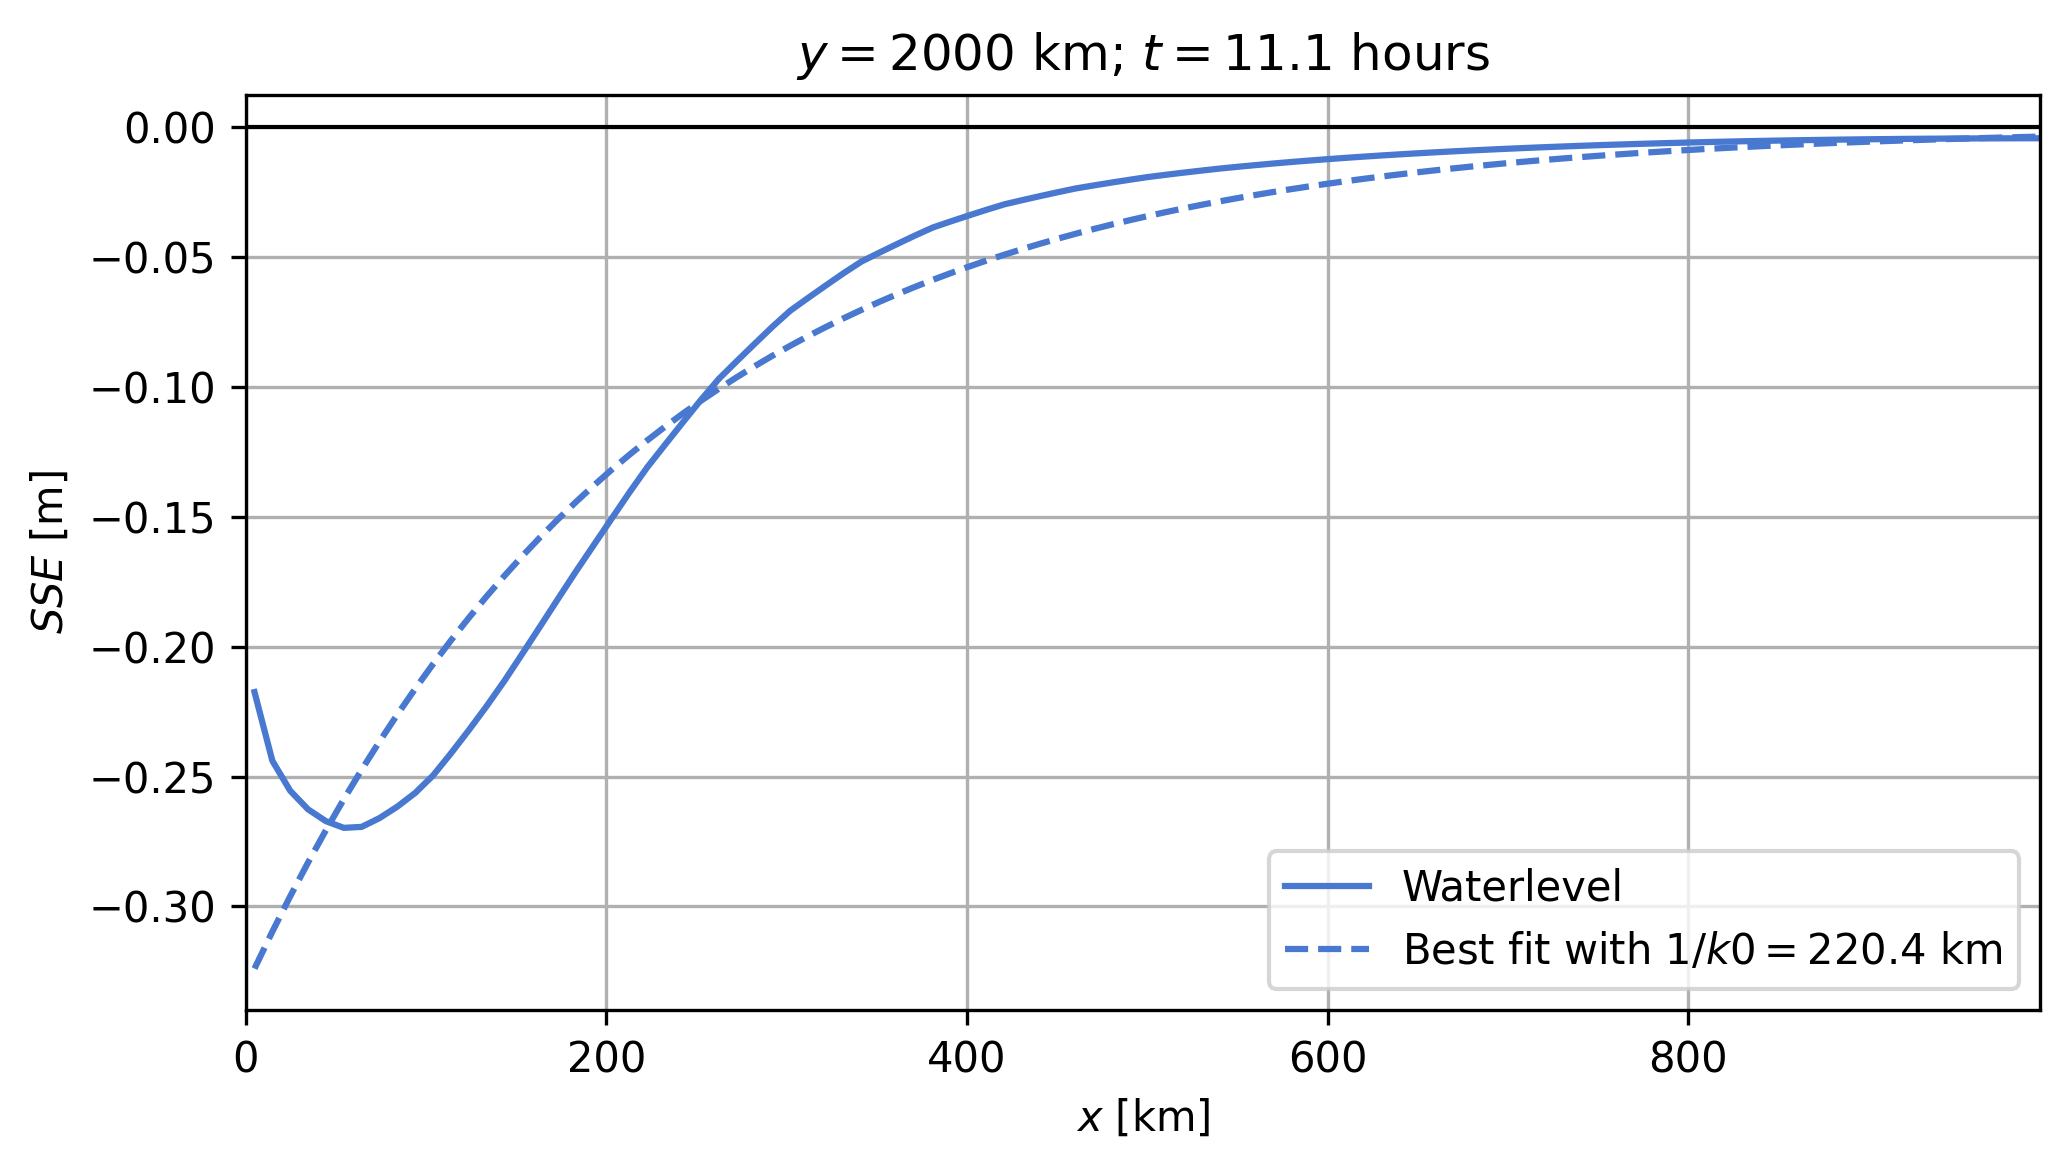 y = 2000 km; t = 11.1 hours
0.00
−0.05
−0.10
−0.15
−0.20
−0.25
−0.30
SSE [m]
Waterlevel
Best fit with 1/k0 = 220.4 km
0 200 400 600 800
x [km]